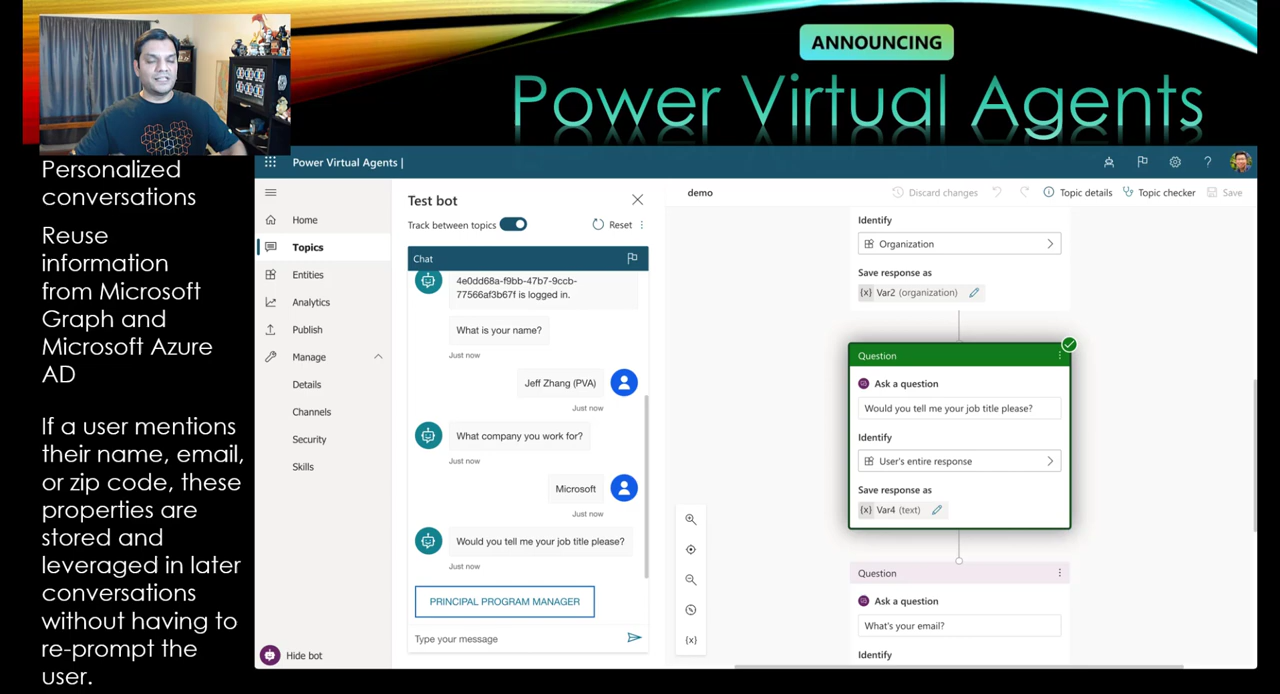 ANNOUNCING
Power Virtual Agents
Personalized
conversations
Reuse
information
from Microsoft
Graph and
Microsoft Azure
AD
If a user mentions
their name, email,
or zip code, these
properties are
stored and
leveraged in later
conversations
without having to
re-prompt the
user.
Power Virtual Agents |
Home
Topics
Entities
Analytics
Publish
Manage
Details
Channels
Security
Skills
Hide bot
Test bot
Track between topics
Reset
Chat
4e0dd68a-f9bb-47b7-9ccb-
77566af3b67f is logged in.
What is your name?
Just now
Jeff Zhang (PVA)
Just now
What company you work for?
Just now
Microsoft
Just now
Would you tell me your job title please?
Just now
PRINCIPAL PROGRAM MANAGER
Type your message
demo
Discard changes
Topic details
Topic checker
Save
Identify
Organization
Save response as
{x} Var2 (organization)
Question
Ask a question
Would you tell me your job title please?
Identify
User's entire response
Save response as
{x} Var4 (text)
Question
Ask a question
What's your email?
Identify
{x}